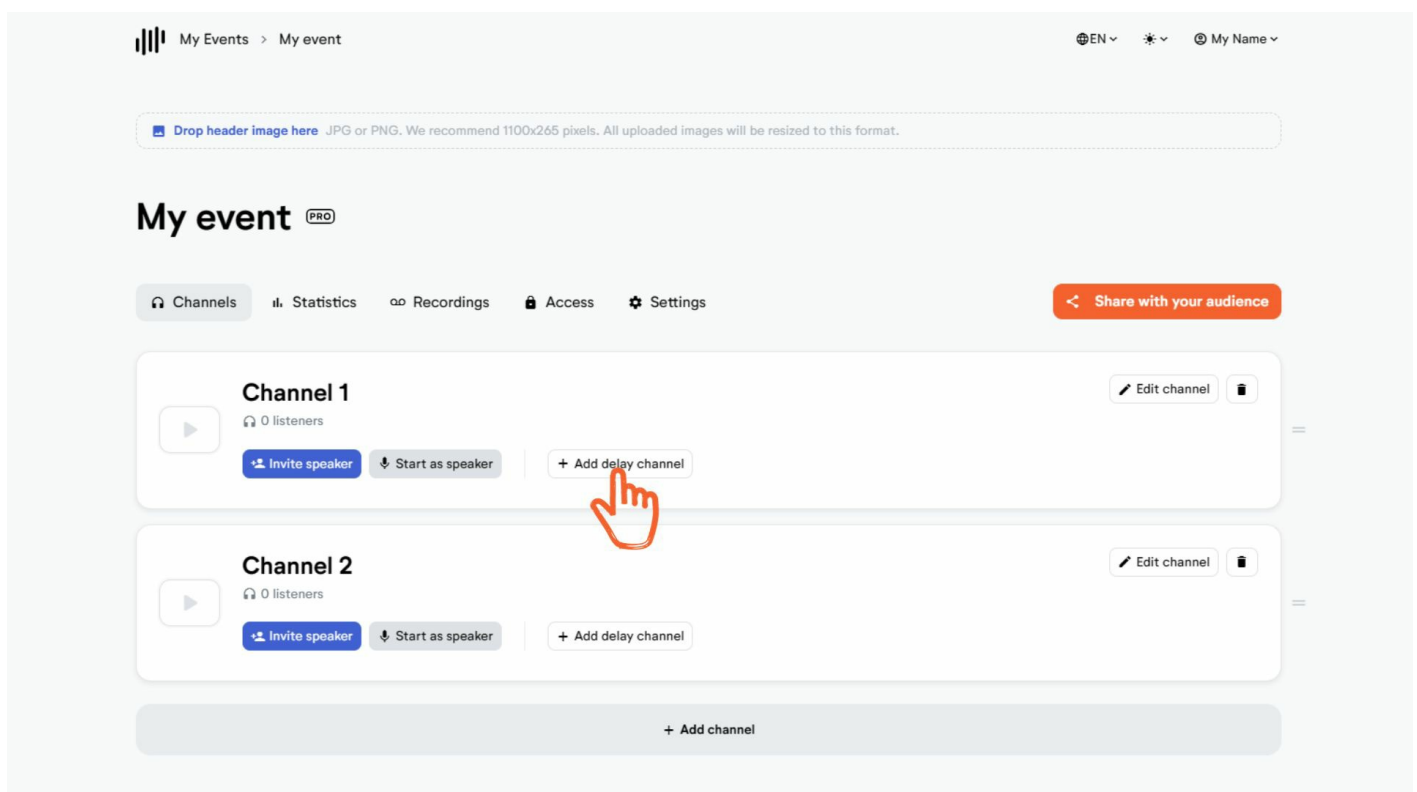 My Events > My event
EN
My Name
Drop header image here JPG or PNG. We recommend 1100x265 pixels. All uploaded images will be resized to this format.
My event PRO
Channels Statistics Recordings Access Settings
Share with your audience
Channel 1
Edit channel
0 listeners
Invite speaker Start as speaker + Add delay channel
Channel 2
Edit channel
0 listeners
Invite speaker Start as speaker + Add delay channel
+ Add channel